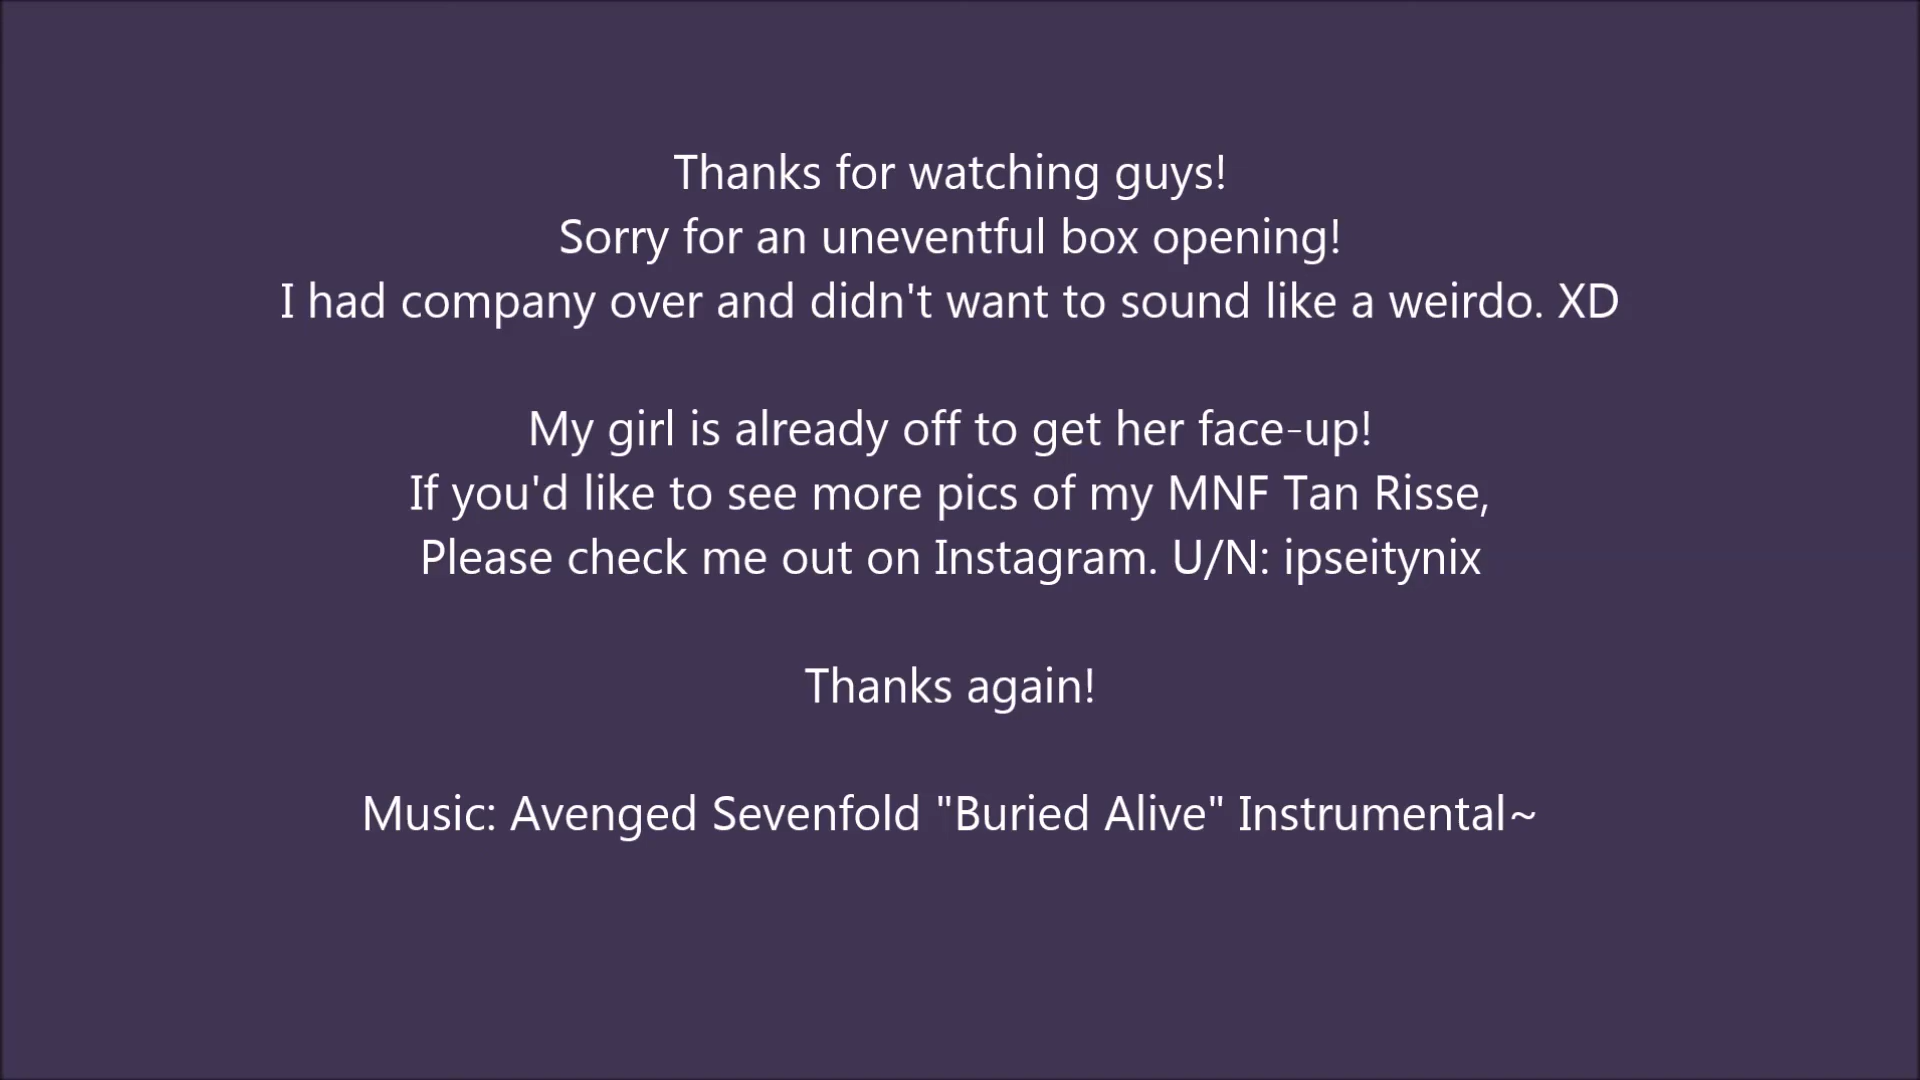 Thanks for watching guys!
Sorry for an uneventful box opening!
I had company over and didn't want to sound like a weirdo. XD
My girl is already off to get her face-up!
If you'd like to see more pics of my MNF Tan Risse,
Please check me out on Instagram. U/N: ipseitynix
Thanks again!
Music: Avenged Sevenfold "Buried Alive" Instrumental~